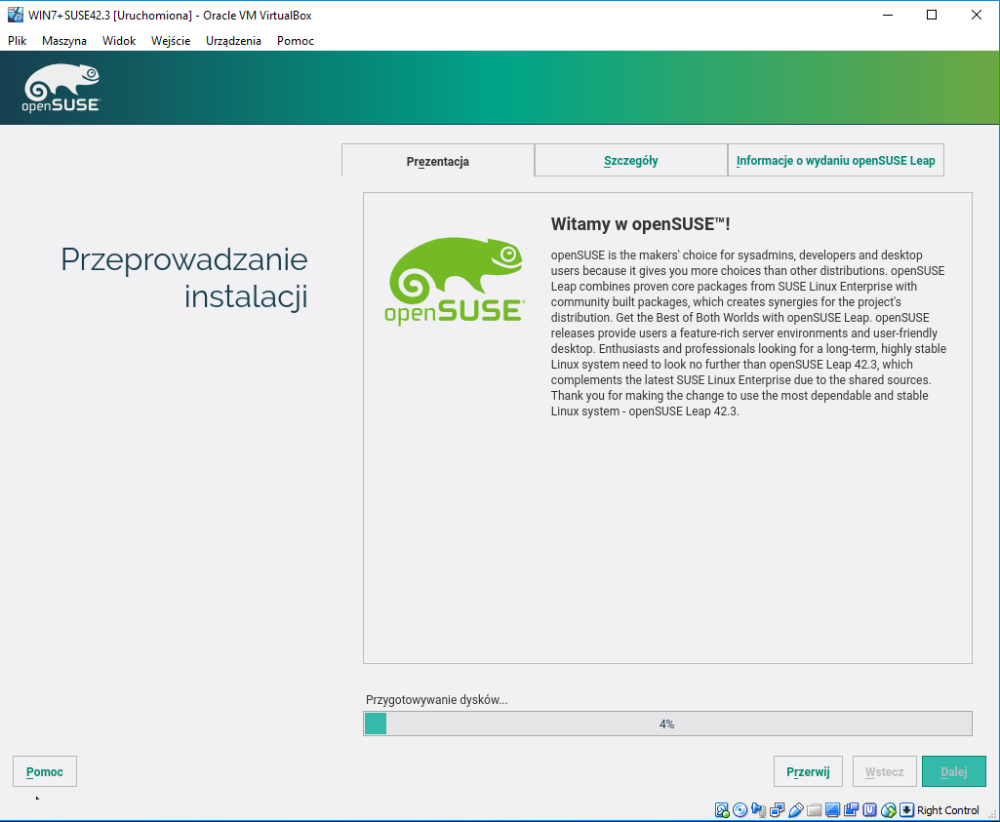 WIN7+SUSE42.3 [Uruchomiona] - Oracle VM VirtualBox
Plik Maszyna Widok Wejście Urządzenia Pomoc
openSUSE
Prezentacja
Szczegóły
Informacje o wydaniu openSUSE Leap
Przeprowadzanie
instalacji
openSUSE
Witamy w openSUSE™!
openSUSE is the makers' choice for sysadmins, developers and desktop
users because it gives you more choices than other distributions. openSUSE
Leap combines proven core packages from SUSE Linux Enterprise with
community built packages, which creates synergies for the project's
distribution. Get the Best of Both Worlds with openSUSE Leap. openSUSE
releases provide users a feature-rich server environments and user-friendly
desktop. Enthusiasts and professionals looking for a long-term, highly stable
Linux system need to look no further than openSUSE Leap 42.3, which
complements the latest SUSE Linux Enterprise due to the shared sources.
Thank you for making the change to use the most dependable and stable
Linux system - openSUSE Leap 42.3.
Przygotowywanie dysków...
4%
Pomoc
Przerwij
Wstecz
Dalej
Right Control